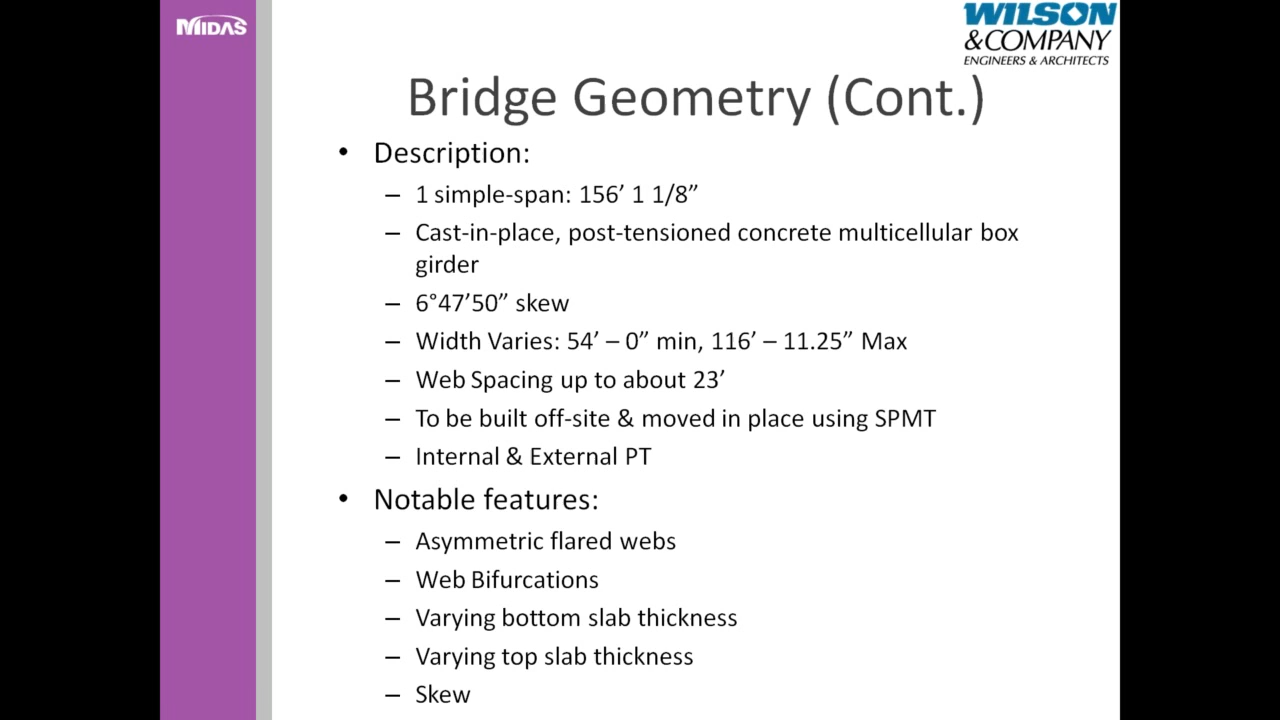 MIDAS
WILSON
&COMPANY
ENGINEERS & ARCHITECTS
Bridge Geometry (Cont.)
• Description:
– 1 simple-span: 156’ 1 1/8”
– Cast-in-place, post-tensioned concrete multicellular box
girder
– 6°47’50” skew
– Width Varies: 54’ – 0” min, 116’ – 11.25” Max
– Web Spacing up to about 23’
– To be built off-site & moved in place using SPMT
– Internal & External PT
• Notable features:
– Asymmetric flared webs
– Web Bifurcations
– Varying bottom slab thickness
– Varying top slab thickness
– Skew